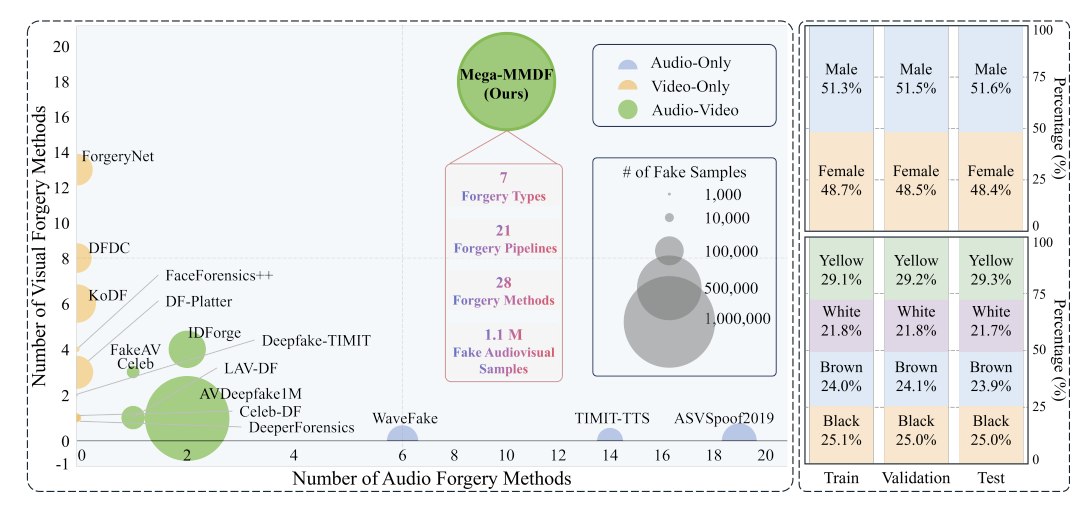 Number of Visual Forgery Methods
20
18
16
14
12
10
8
6
4
2
0
-1
0
2
4
6
8
10
12
14
16
18
20
Number of Audio Forgery Methods
ForgeryNet
DFDC
KoDF
FaceForensics++
DF-Platter
IDForge
Deepfake-TIMIT
FakeAV
Celeb
LAV-DF
AVDeepfake1M
Celeb-DF
DeeperForensics
WaveFake
TIMIT-TTS
ASVSpoof2019
Mega-MMDF
(Ours)
7
Forgery Types
21
Forgery Pipelines
28
Forgery Methods
1.1 M
Fake Audiovisual
Samples
Audio-Only
Video-Only
Audio-Video
# of Fake Samples
1,000
10,000
100,000
500,000
1,000,000
Male
51.3%
Male
51.5%
Male
51.6%
Female
48.7%
Female
48.5%
Female
48.4%
100
75
50
25
0
Percentage (%)
Yellow
29.1%
Yellow
29.2%
Yellow
29.3%
White
21.8%
White
21.8%
White
21.7%
Brown
24.0%
Brown
24.1%
Brown
23.9%
Black
25.1%
Black
25.0%
Black
25.0%
100
75
50
25
0
Percentage (%)
Train
Validation
Test